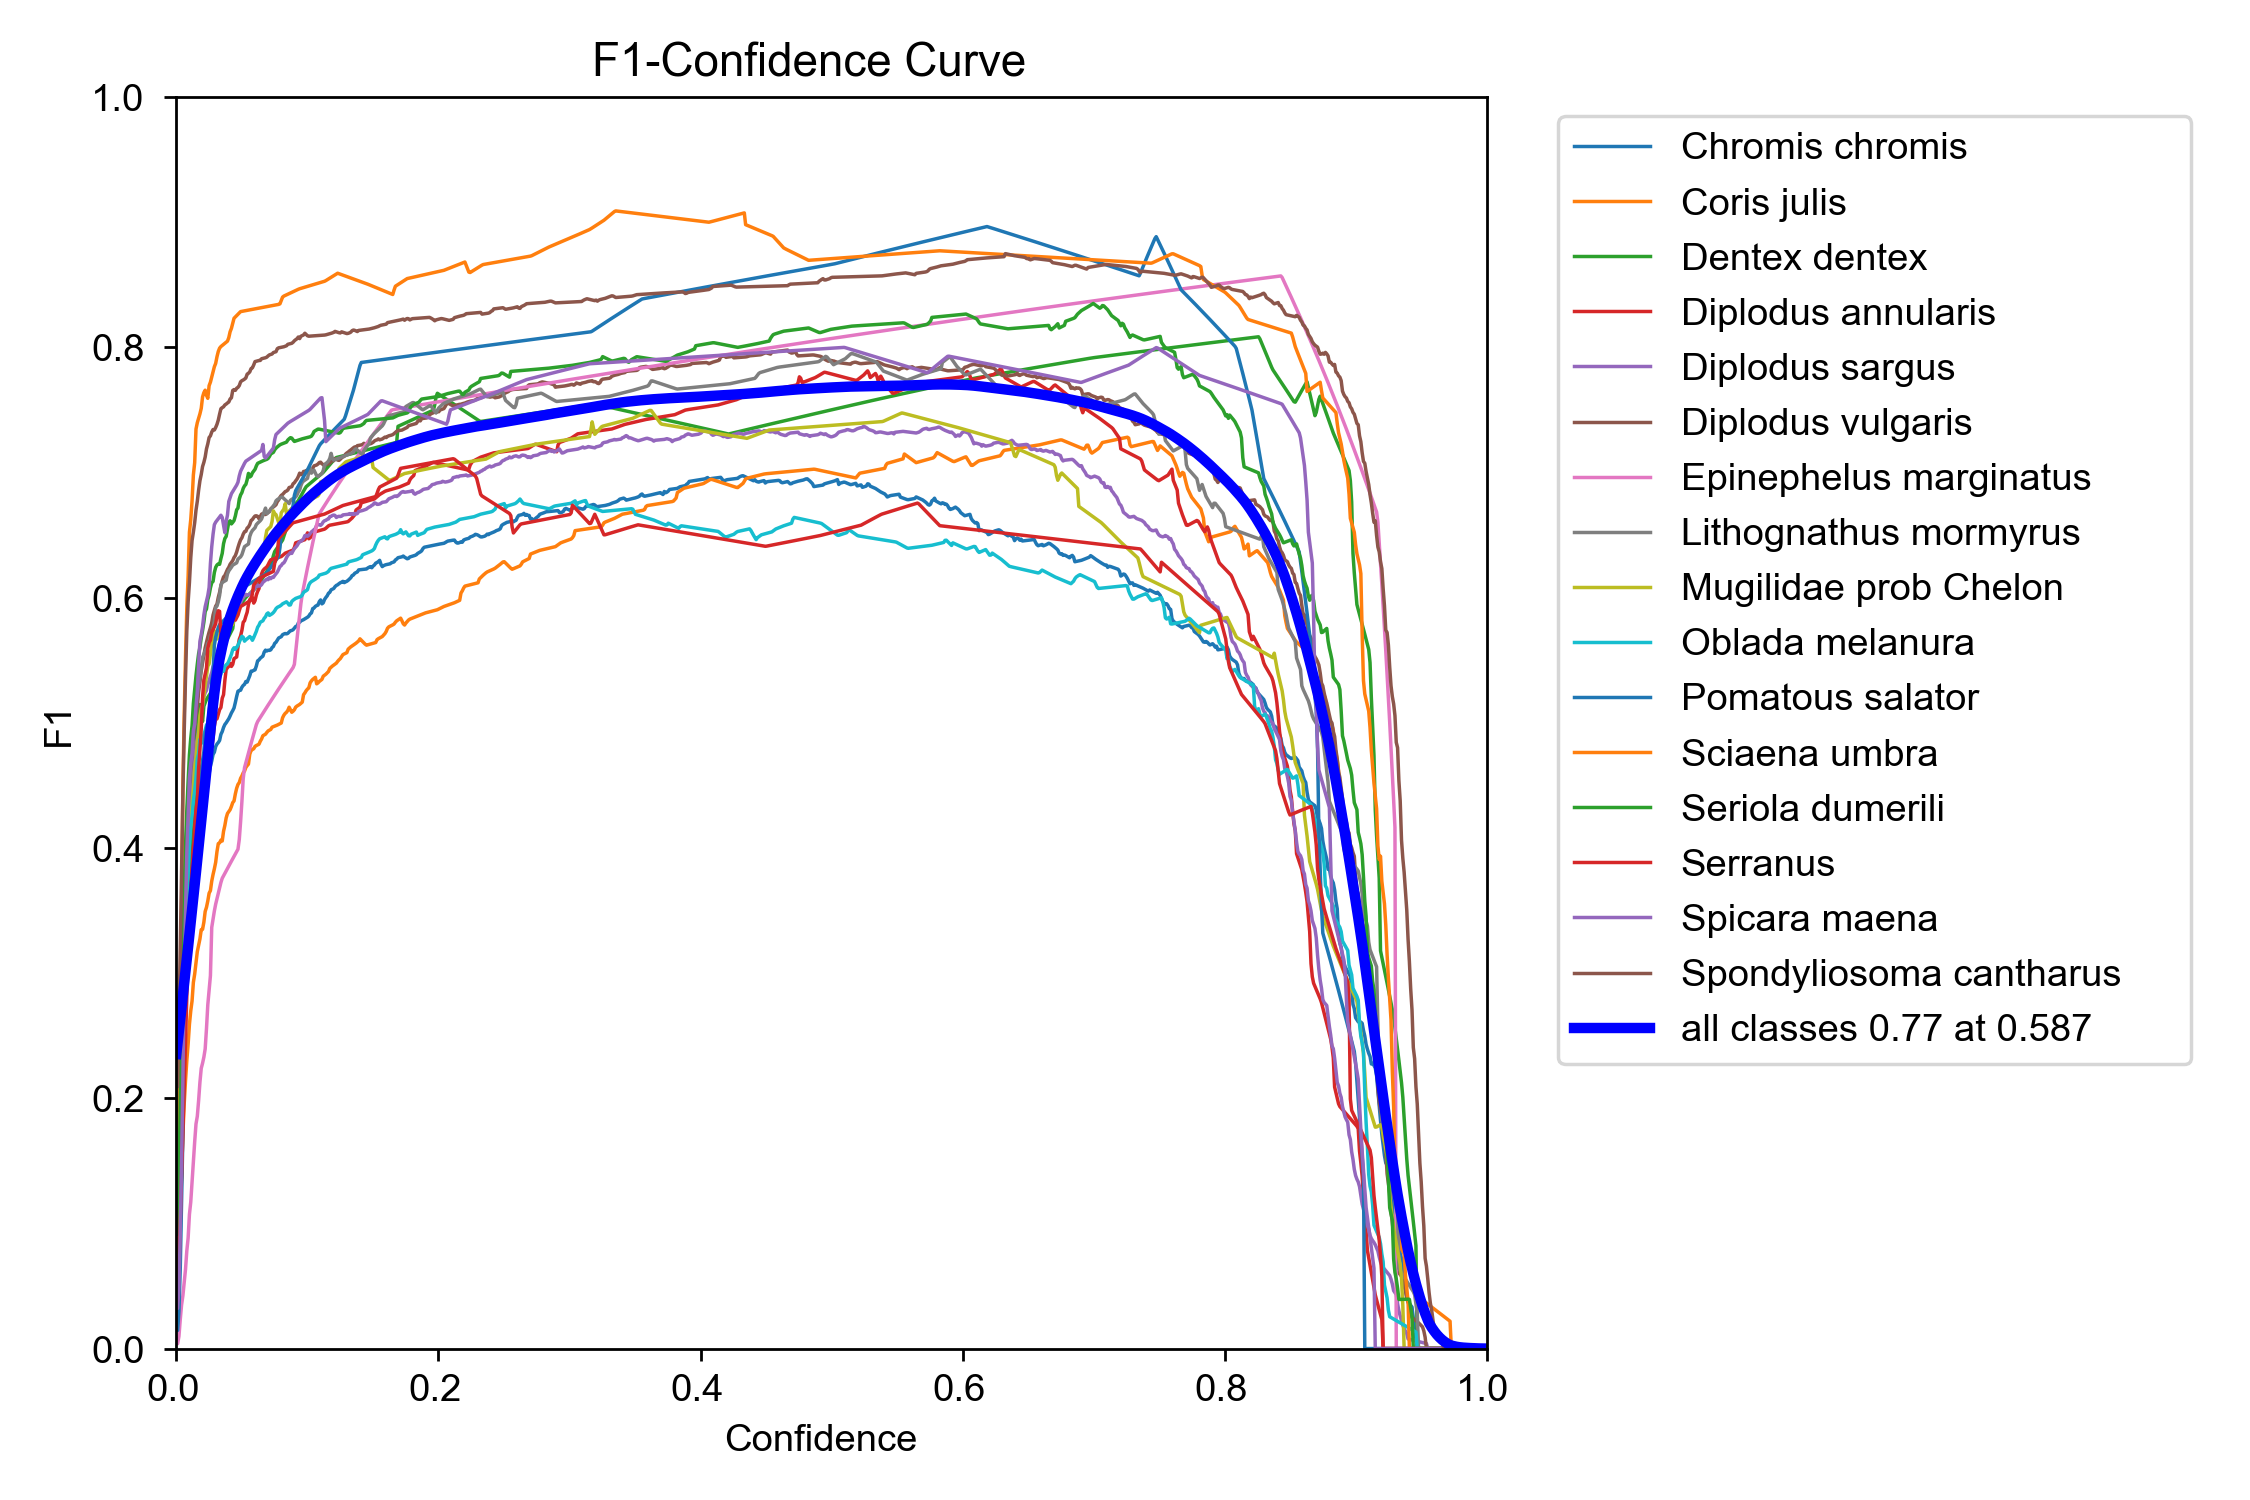 F1-Confidence Curve
1.0
0.8
0.6
0.4
0.2
0.0
F1
0.0 0.2 0.4 0.6 0.8 1.0
Confidence
Chromis chromis
Coris julis
Dentex dentex
Diplodus annularis
Diplodus sargus
Diplodus vulgaris
Epinephelus marginatus
Lithognathus mormyrus
Mugilidae prob Chelon
Oblada melanura
Pomatous salator
Sciaena umbra
Seriola dumerili
Serranus
Spicara maena
Spondyliosoma cantharus
all classes 0.77 at 0.587